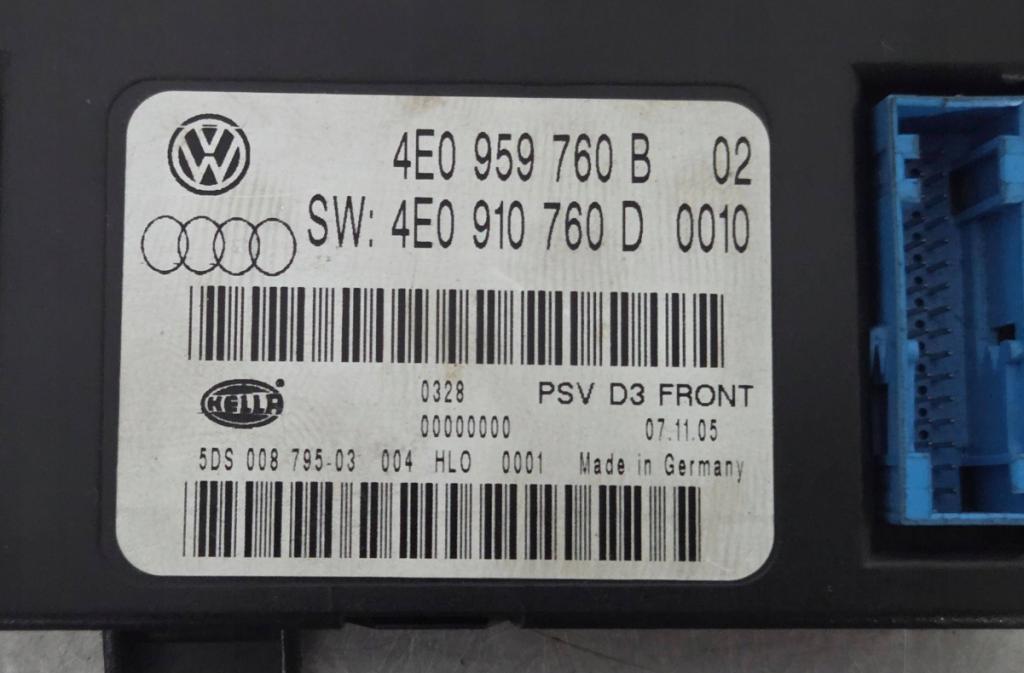 4E0 959 760 B 02
SW: 4E0 910 760 D 0010
HELLA
0328 PSV D3 FRONT
00000000 07.11.05
5DS 008 795-03 004 HLO 0001 Made in Germany